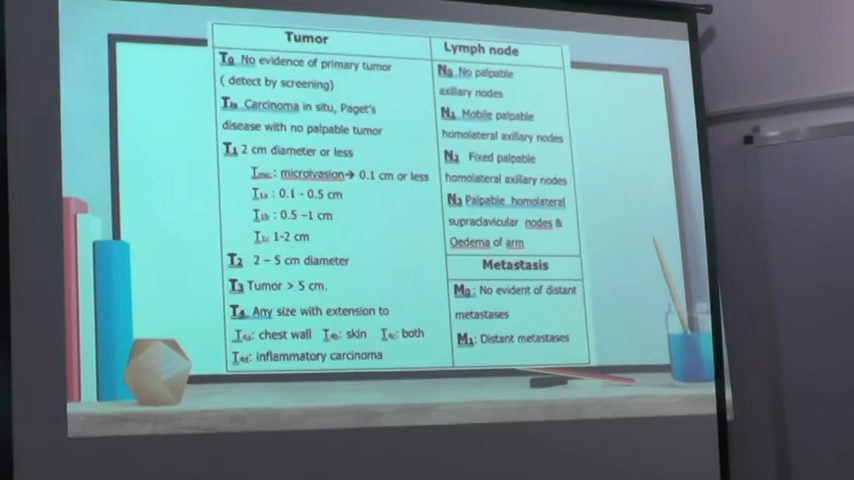 Tumor
T0 No evidence of primary tumor
( detect by screening)
Tis Carcinoma in situ, Paget's
disease with no palpable tumor
T1 2 cm diameter or less
Tmic: microivasion→ 0.1 cm or less
T1a : 0.1 - 0.5 cm
T1b : 0.5 –1 cm
T1c 1-2 cm
T2 2 – 5 cm diameter
T3 Tumor > 5 cm.
T4 Any size with extension to
T4a: chest wall T4b: skin T4c: both
T4d: inflammatory carcinoma
Lymph node
N0 No palpable
axillary nodes
N1 Mobile palpable
homolateral axillary nodes
N2 Fixed palpable
homolateral axillary nodes
N3 Palpable homolateral
supraclavicular nodes &
Oedema of arm
Metastasis
M0: No evident of distant
metastases
M1: Distant metastases